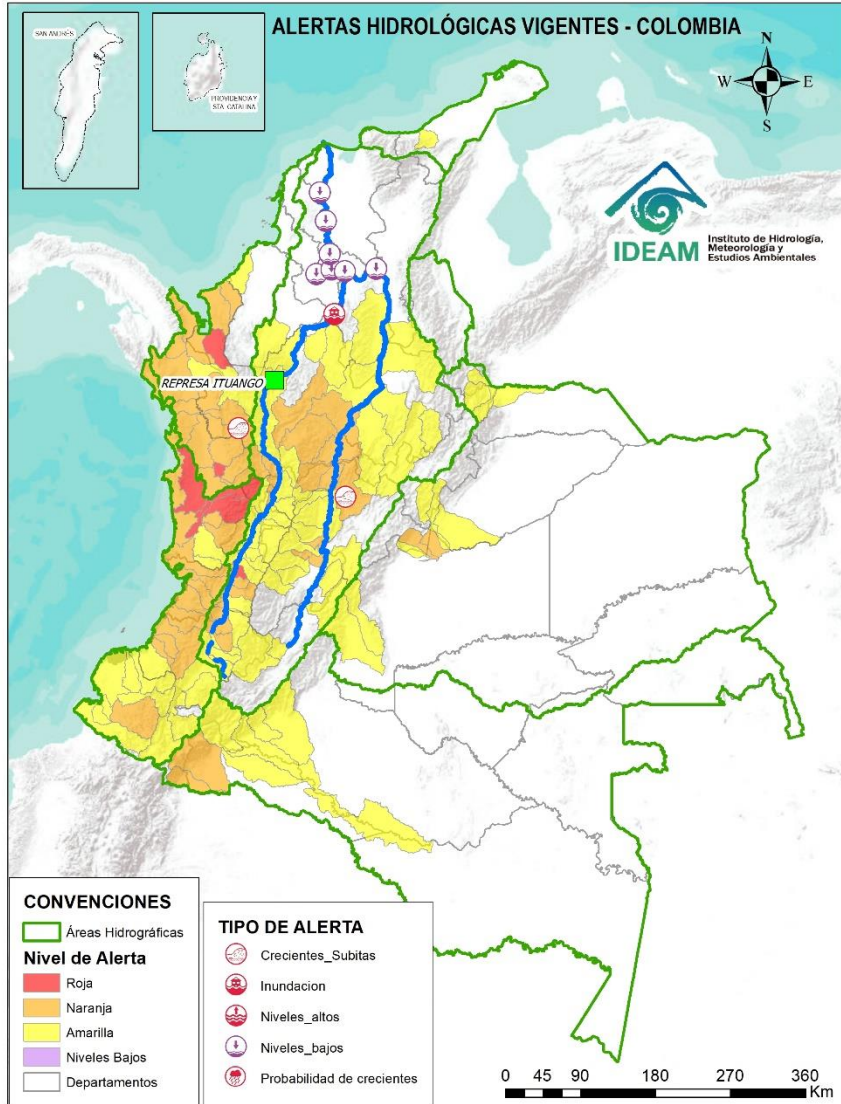 SAN ANDRÉS
PROVIDENCIA Y
STA. CATALINA
ALERTAS HIDROLÓGICAS VIGENTES - COLOMBIA
N
W E
S
IDEAM
Instituto de Hidrología,
Meteorología y
Estudios Ambientales
REPRESA ITUANGO
CONVENCIONES
Áreas Hidrográficas
Nivel de Alerta
Roja
Naranja
Amarilla
Niveles Bajos
Departamentos
TIPO DE ALERTA
Crecientes_Subitas
Inundacion
Niveles_altos
Niveles_bajos
Probabilidad de crecientes
0 45 90 180 270 360
Km